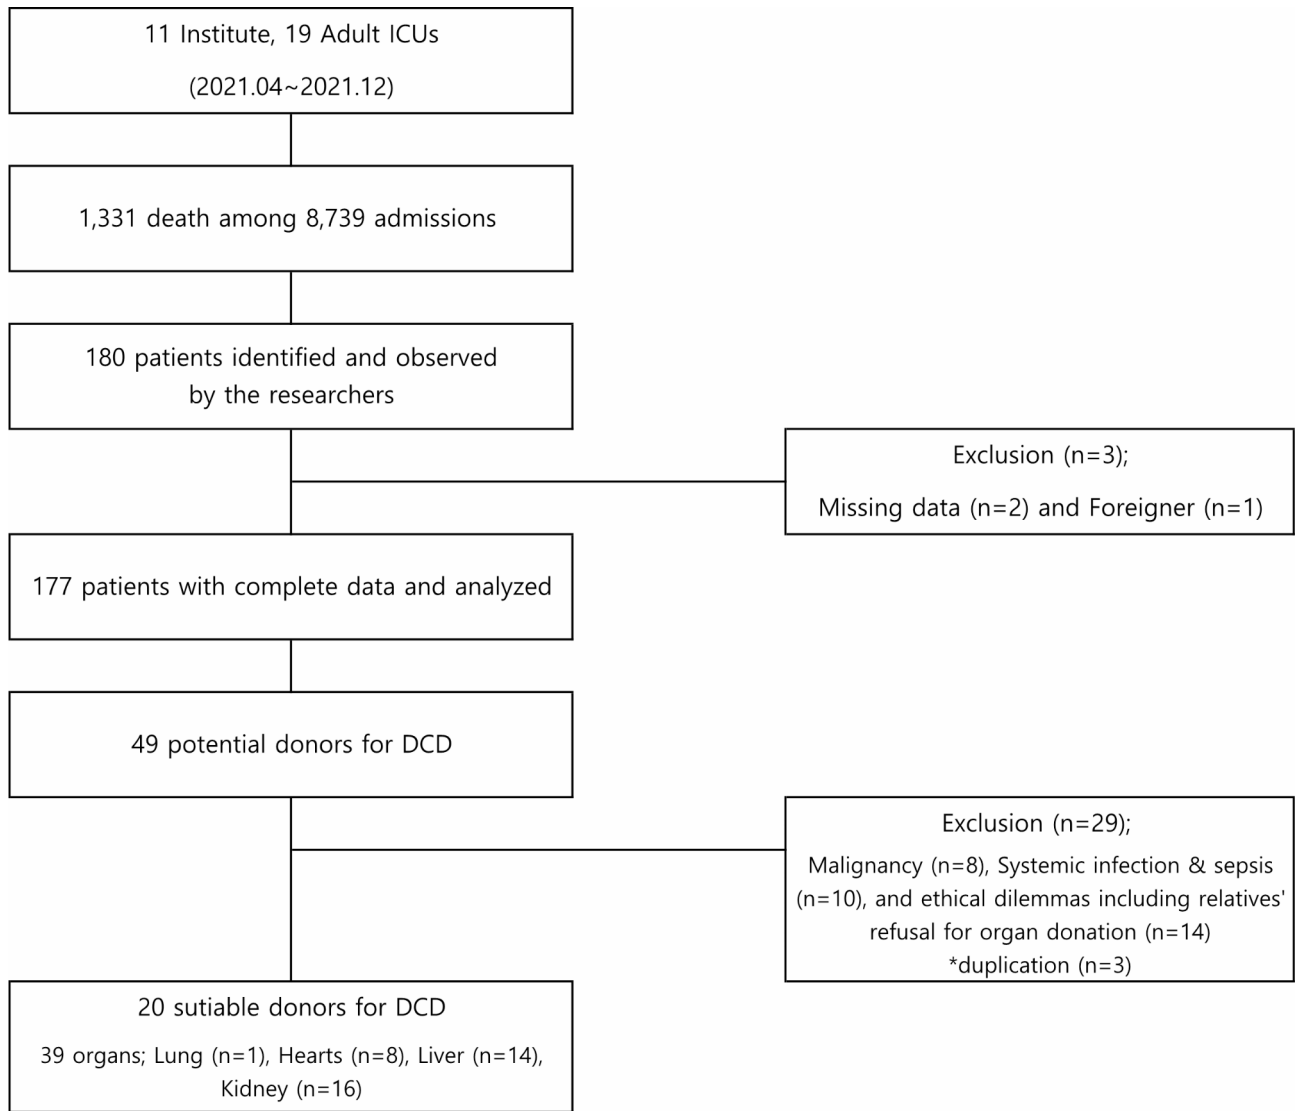 11 Institute, 19 Adult ICUs
(2021.04~2021.12)
1,331 death among 8,739 admissions
180 patients identified and observed
by the researchers
Exclusion (n=3);
Missing data (n=2) and Foreigner (n=1)
177 patients with complete data and analyzed
49 potential donors for DCD
Exclusion (n=29);
Malignancy (n=8), Systemic infection & sepsis
(n=10), and ethical dilemmas including relatives'
refusal for organ donation (n=14)
*duplication (n=3)
20 sutiable donors for DCD
39 organs; Lung (n=1), Hearts (n=8), Liver (n=14),
Kidney (n=16)